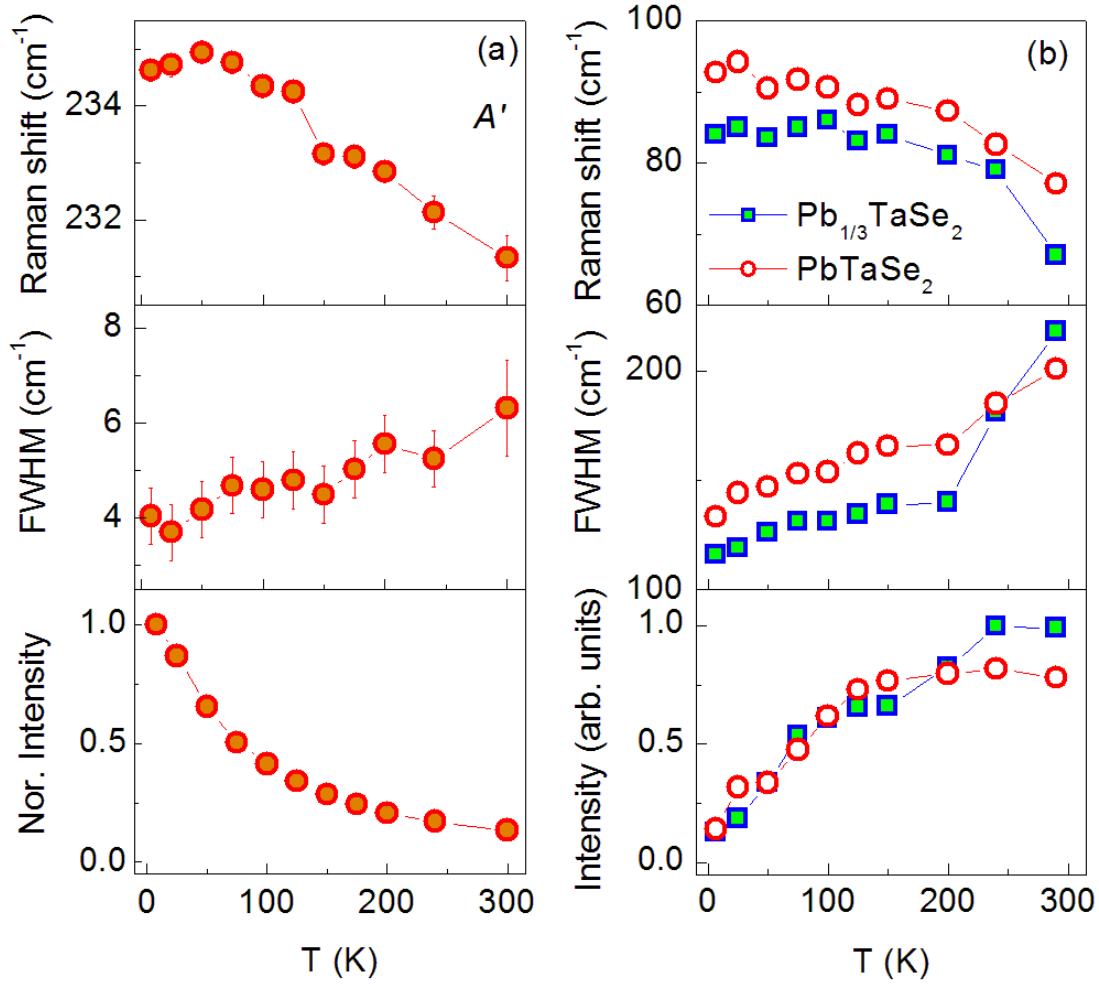 (a)
A'
Raman shift (cm⁻¹)
234
232
FWHM (cm⁻¹)
8
6
4
Nor. Intensity
1.0
0.5
0.0
0 100 200 300
T (K)
(b)
Raman shift (cm⁻¹)
100
80
60
Pb₁/₃TaSe₂
PbTaSe₂
FWHM (cm⁻¹)
200
100
Intensity (arb. units)
1.0
0.5
0.0
0 100 200 300
T (K)